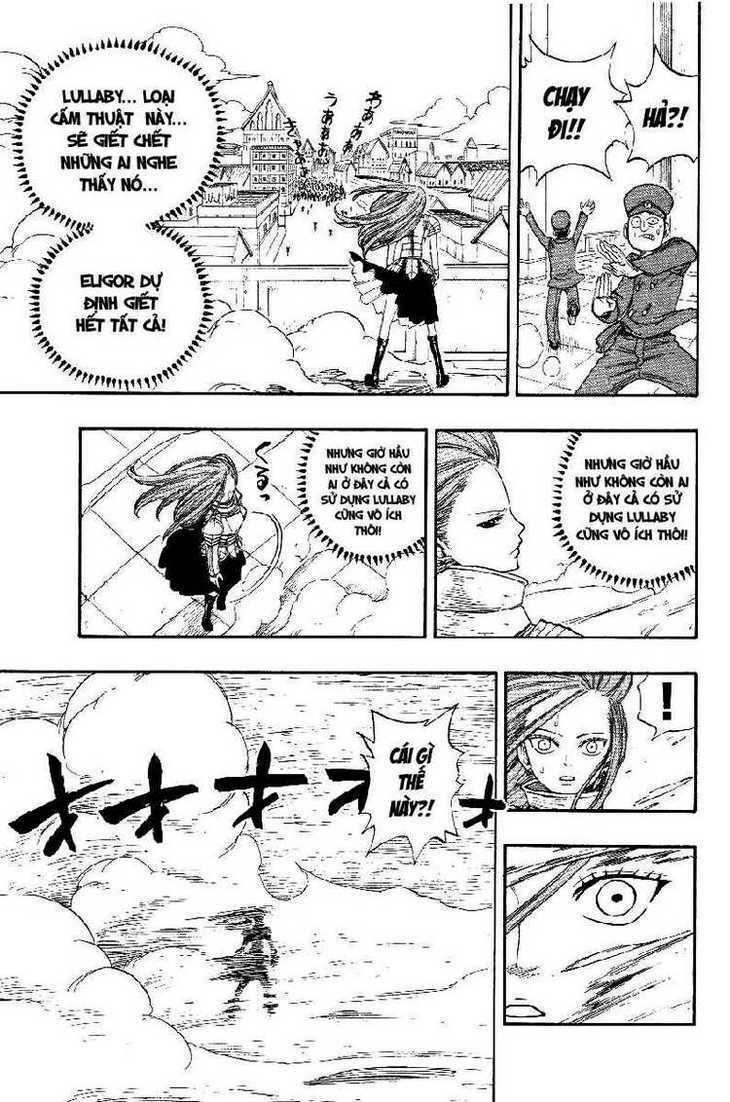 HẢ?!
CHẠY
ĐI!!
LULLABY... LOẠI
CẤM THUẬT NÀY...
SẼ GIẾT CHẾT
NHỮNG AI NGHE
THẤY NÓ...
ELIGOR DỰ
ĐỊNH GIẾT
HẾT TẤT CẢ!
NHƯNG GIỜ HẦU
NHƯ KHÔNG CÒN AI
Ở ĐÂY CẢ CÓ SỬ
DỤNG LULLABY
CŨNG VÔ ÍCH
THÔI!!
NHƯNG GIỜ HẦU
NHƯ KHÔNG CÒN
AI Ở ĐÂY CẢ CÓ
SỬ DỤNG LULLABY
CŨNG VÔ ÍCH
THÔI!!
!
CÁI GÌ
THẾ
NÀY?!